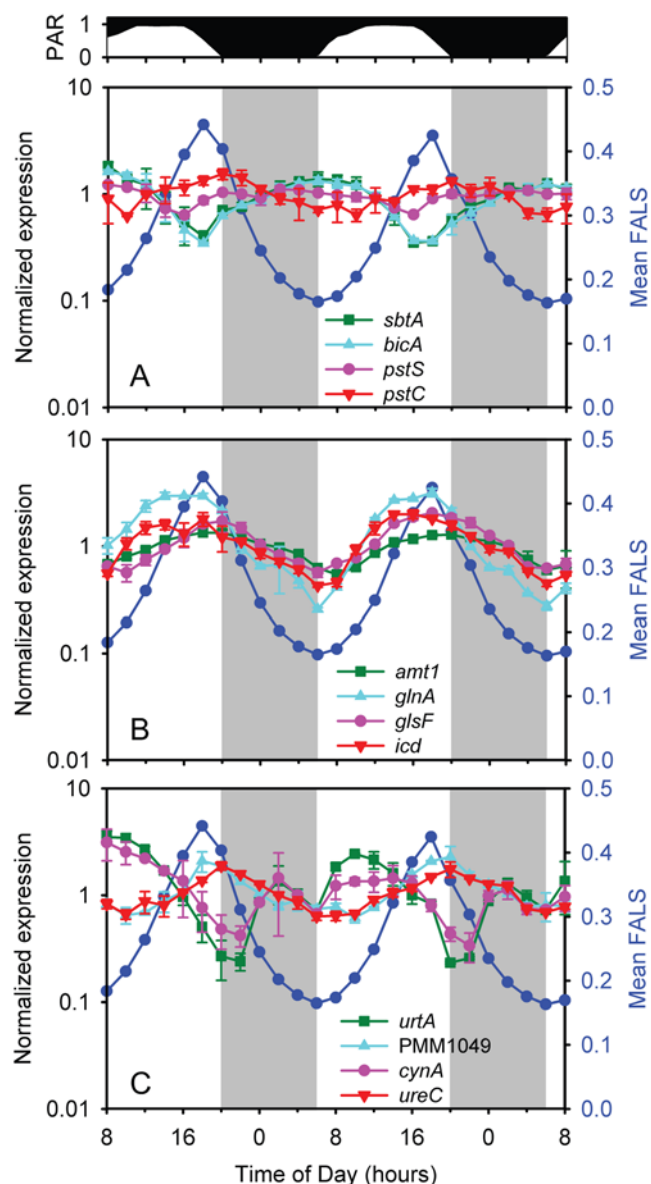 PAR
1
0
Normalized expression
10
1
0.1
0.01
A
sbtA
bicA
pstS
pstC
0.5
0.4
0.3
0.2
0.1
0.0
Mean FALS
Normalized expression
10
1
0.1
0.01
B
amt1
glnA
glsF
icd
0.5
0.4
0.3
0.2
0.1
0.0
Mean FALS
Normalized expression
10
1
0.1
0.01
C
urtA
PMM1049
cynA
ureC
0.5
0.4
0.3
0.2
0.1
0.0
Mean FALS
8 16 0 8 16 0 8
Time of Day (hours)